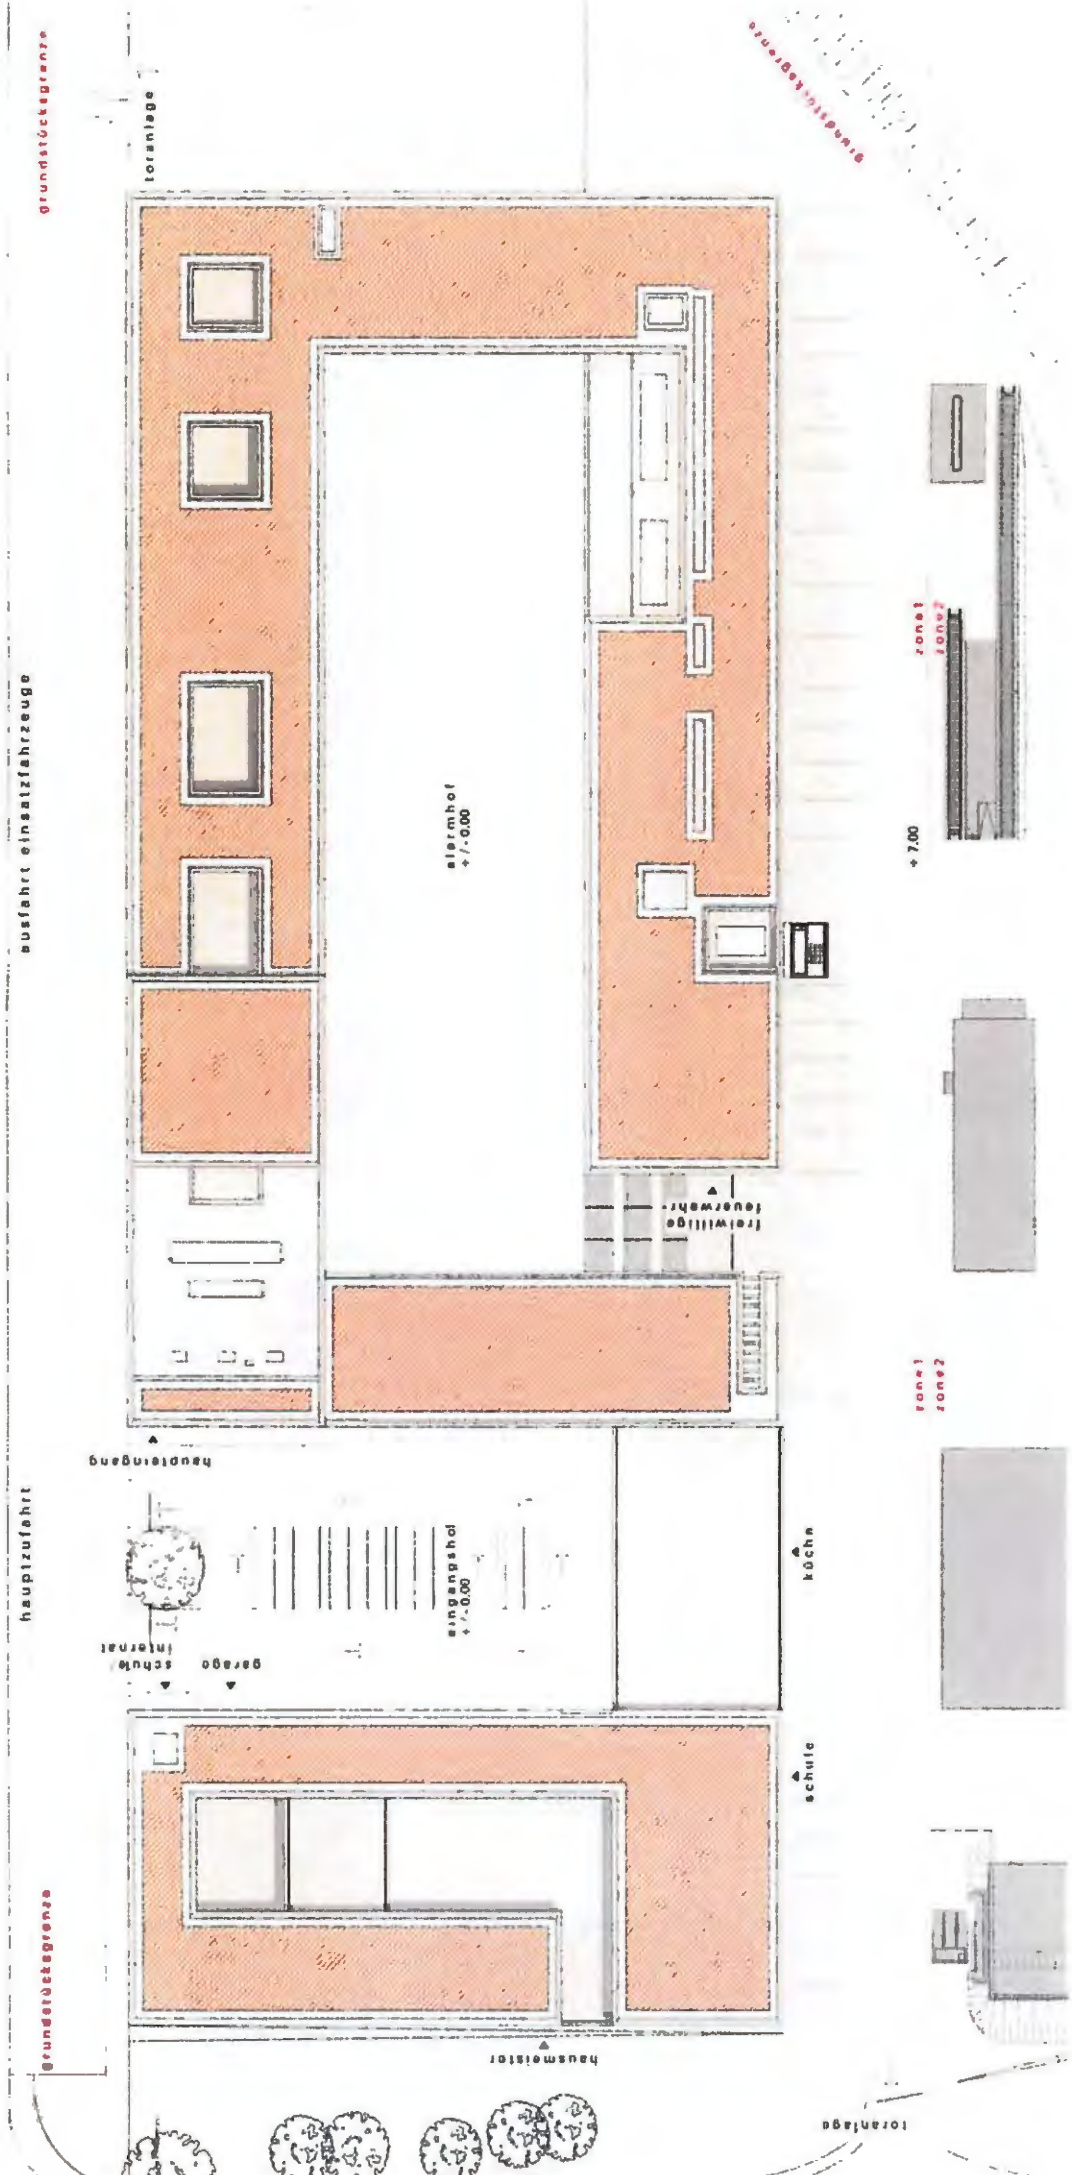 grundstücksgrenze
toranlage
grundstücksgrenze
ausfahrt einsatzfahrzeuge
alarmhof
+/-0.00
zone1
zone2
+7.00
freiwillige
feuerwehr
zone1
zone2
haupteingang
hauptzufahrt
eingangshof
+/-0.00
küche
schule
internat
garage
schule
grundstücksgrenze
hausmeister
toranlage